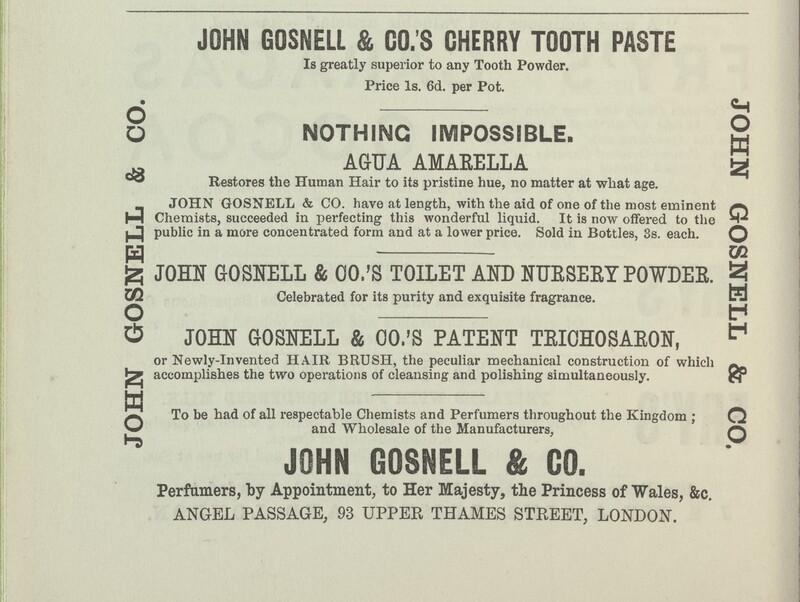 JOHN GOSNELL & CO.'S CHERRY TOOTH PASTE
Is greatly superior to any Tooth Powder.
Price 1s. 6d. per Pot.
NOTHING IMPOSSIBLE.
AGUA AMARELLA
Restores the Human Hair to its pristine hue, no matter at what age.
JOHN GOSNELL & CO. have at length, with the aid of one of the most eminent
Chemists, succeeded in perfecting this wonderful liquid. It is now offered to the
public in a more concentrated form and at a lower price. Sold in Bottles, 3s. each.
JOHN GOSNELL & CO.'S TOILET AND NURSERY POWDER.
Celebrated for its purity and exquisite fragrance.
JOHN GOSNELL & CO.'S PATENT TRICHOSARON,
or Newly-Invented HAIR BRUSH, the peculiar mechanical construction of which
accomplishes the two operations of cleansing and polishing simultaneously.
To be had of all respectable Chemists and Perfumers throughout the Kingdom ;
and Wholesale of the Manufacturers,
JOHN GOSNELL & CO.
Perfumers, by Appointment, to Her Majesty, the Princess of Wales, &c.
ANGEL PASSAGE, 93 UPPER THAMES STREET, LONDON.
JOHN GOSNELL & CO.
JOHN GOSNELL & CO.